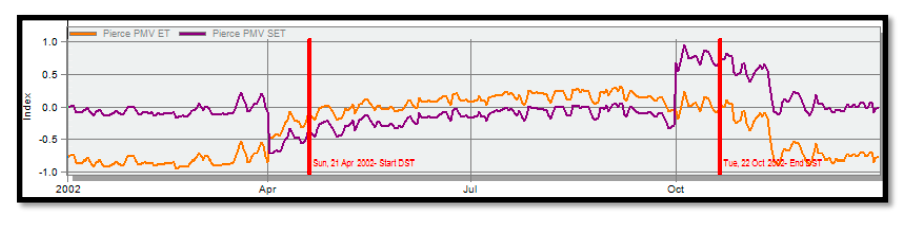 Pierce PMV ET Pierce PMV SET
1.0
0.5
0.0
-0.5
-1.0
Index
Sun, 21 Apr 2002- Start DST
Tue, 22 Oct 2002- End DST
2002 Apr Jul Oct